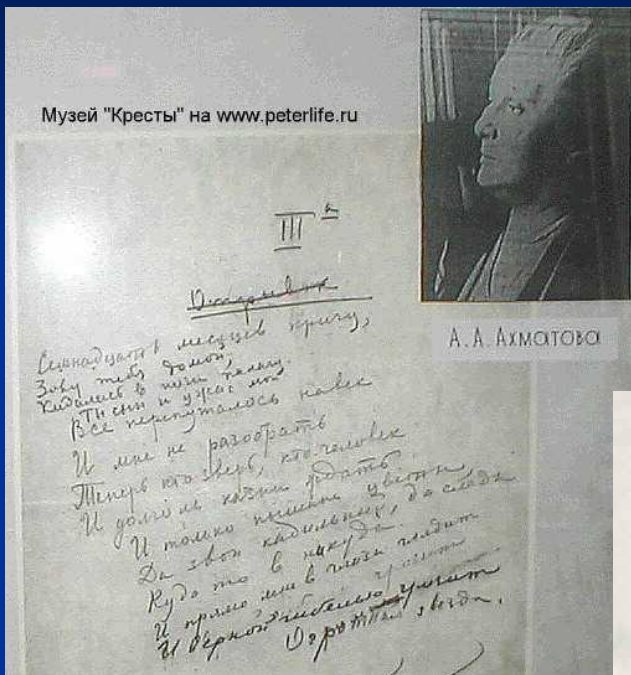 Музей "Кресты" на www.peterlife.ru
А.А.Ахматова
III
Отрывок
Семнадцать месяцев кричу,
Зову тебя домой,
Кидалась в ноги палачу.
Ты сын и ужас мой
Всё перепуталось навек
И мне не разобрать
Теперь кто зверь, кто человек
И долго ль казни ждать.
И только пышные цветы,
Да звон кадильный, да следы
Куда то в никуда.
И прямо мне в глаза глядит
И
Огромная звезда.